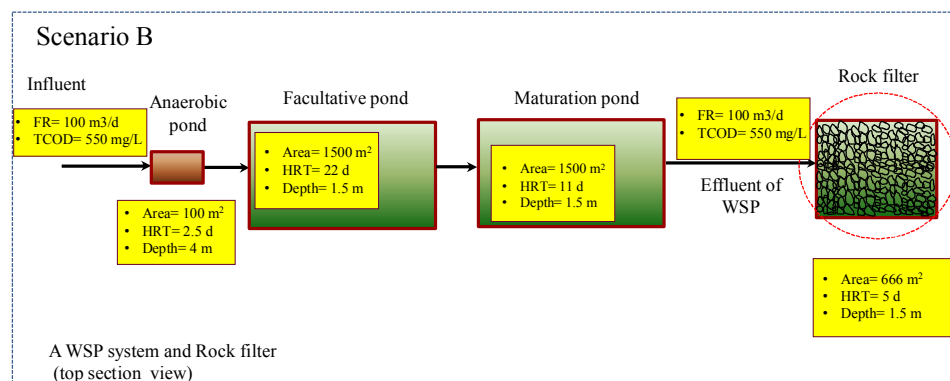 Scenario B
Influent
• FR= 100 m3/d
• TCOD= 550 mg/L
Anaerobic
pond
• Area= 100 m²
• HRT= 2.5 d
• Depth= 4 m
Facultative pond
• Area= 1500 m²
• HRT= 22 d
• Depth= 1.5 m
Maturation pond
• Area= 1500 m²
• HRT= 11 d
• Depth= 1.5 m
• FR= 100 m3/d
• TCOD= 550 mg/L
Effluent of
WSP
Rock filter
• Area= 666 m²
• HRT= 5 d
• Depth= 1.5 m
A WSP system and Rock filter
(top section view)